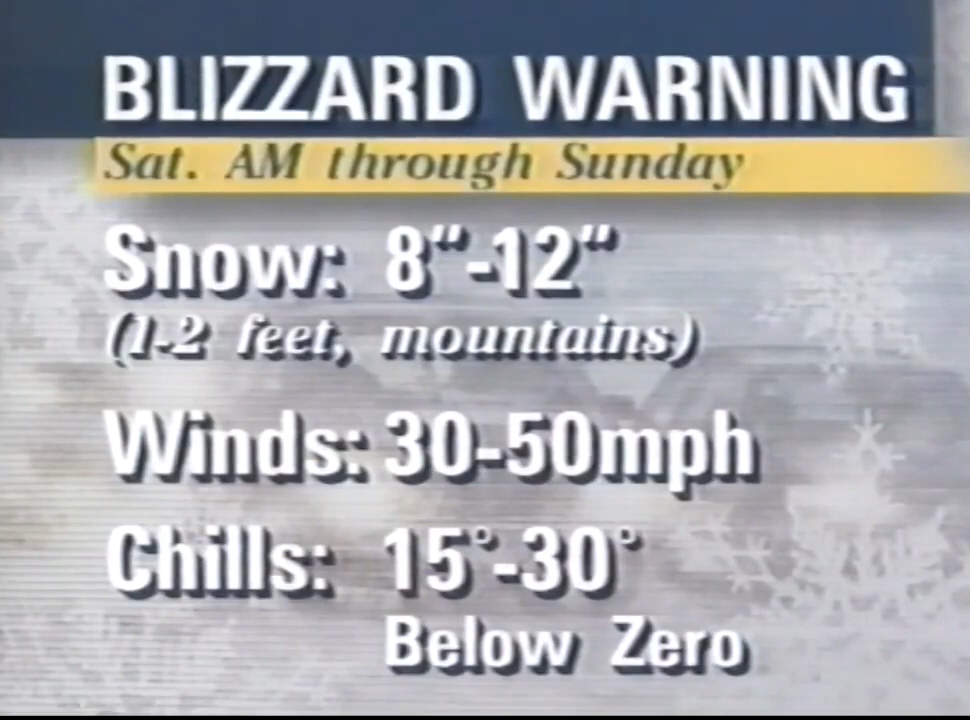 BLIZZARD WARNING
Sat. AM through Sunday
Snow: 8"-12"
(1-2 feet, mountains)
Winds: 30-50mph
Chills: 15°-30°
Below Zero